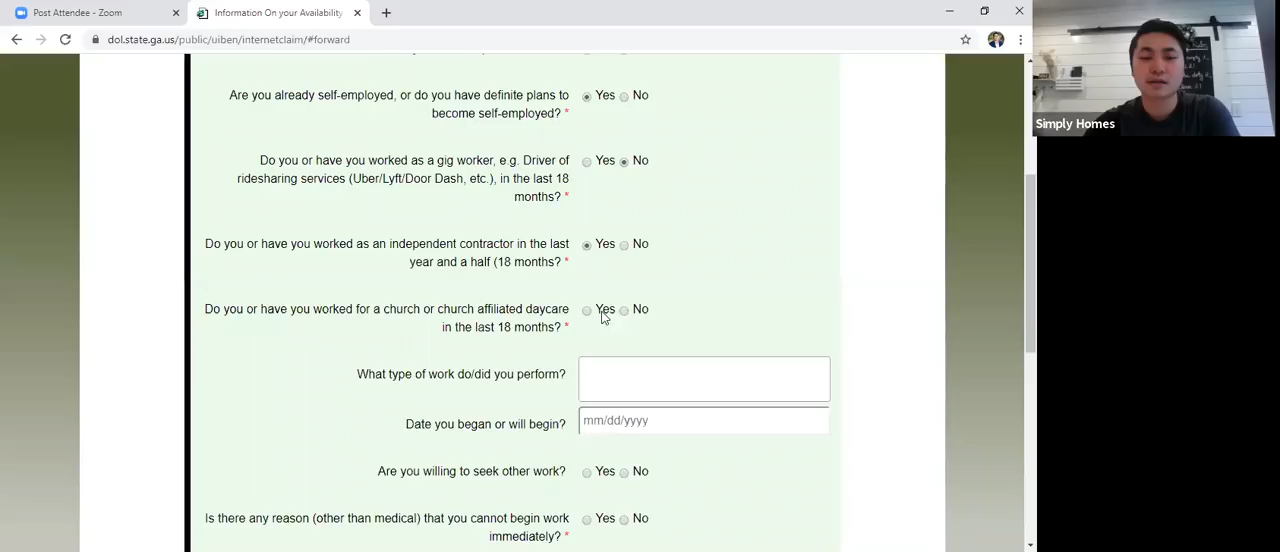 Post Attendee - Zoom
Information On your Availability
dol.state.ga.us/public/uiben/internetclaim/#forward
Simply Homes
Are you already self-employed, or do you have definite plans to
become self-employed? *
Yes No
Do you or have you worked as a gig worker, e.g. Driver of
ridesharing services (Uber/Lyft/Door Dash, etc.), in the last 18
months? *
Yes No
Do you or have you worked as an independent contractor in the last
year and a half (18 months? *
Yes No
Do you or have you worked for a church or church affiliated daycare
in the last 18 months? *
Yes No
What type of work do/did you perform?
Date you began or will begin?
mm/dd/yyyy
Are you willing to seek other work?
Yes No
Is there any reason (other than medical) that you cannot begin work
immediately? *
Yes No